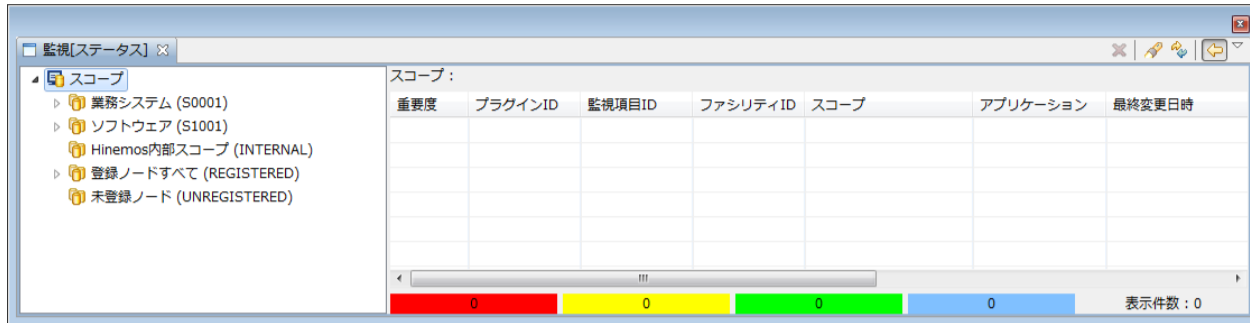 監視[ステータス]
スコープ
業務システム (S0001)
ソフトウェア (S1001)
Hinemos内部スコープ (INTERNAL)
登録ノードすべて (REGISTERED)
未登録ノード (UNREGISTERED)
スコープ :
重要度 プラグインID 監視項目ID ファシリティID スコープ アプリケーション 最終変更日時
0 0 0 0 表示件数 : 0